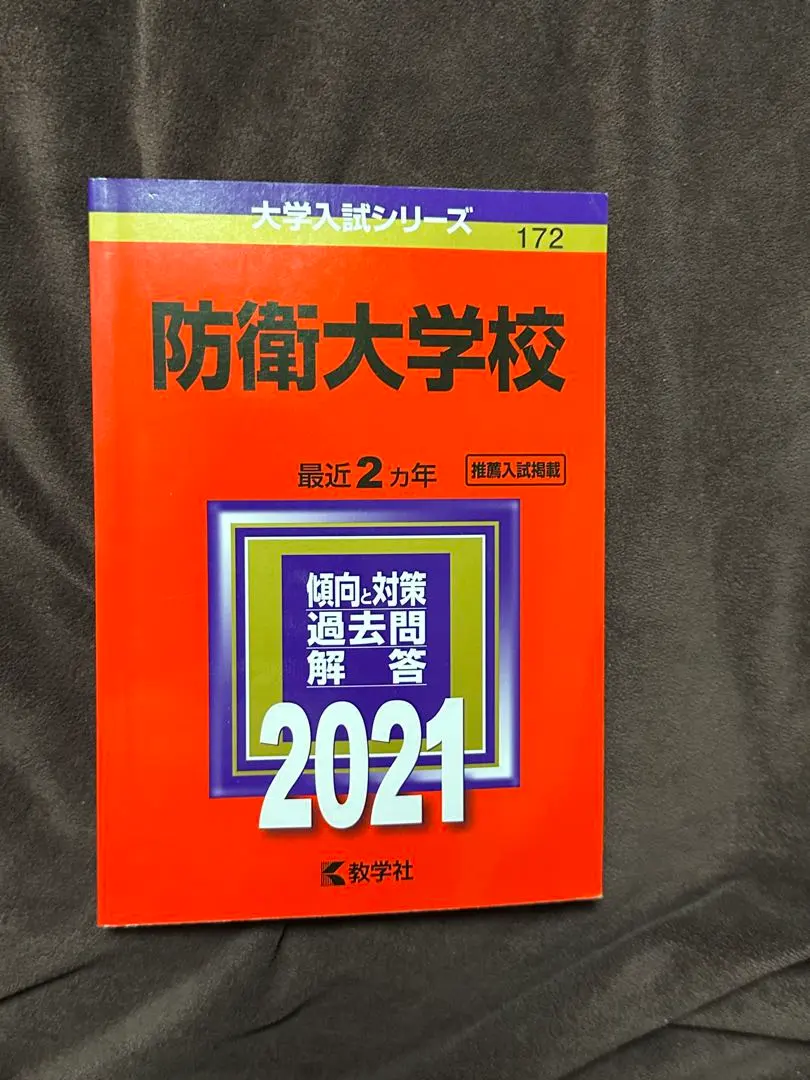 大学入試シリーズ
172
防衛大学校
最近2カ年
推薦入試掲載
傾向と対策
過去問
解答
2021
教学社